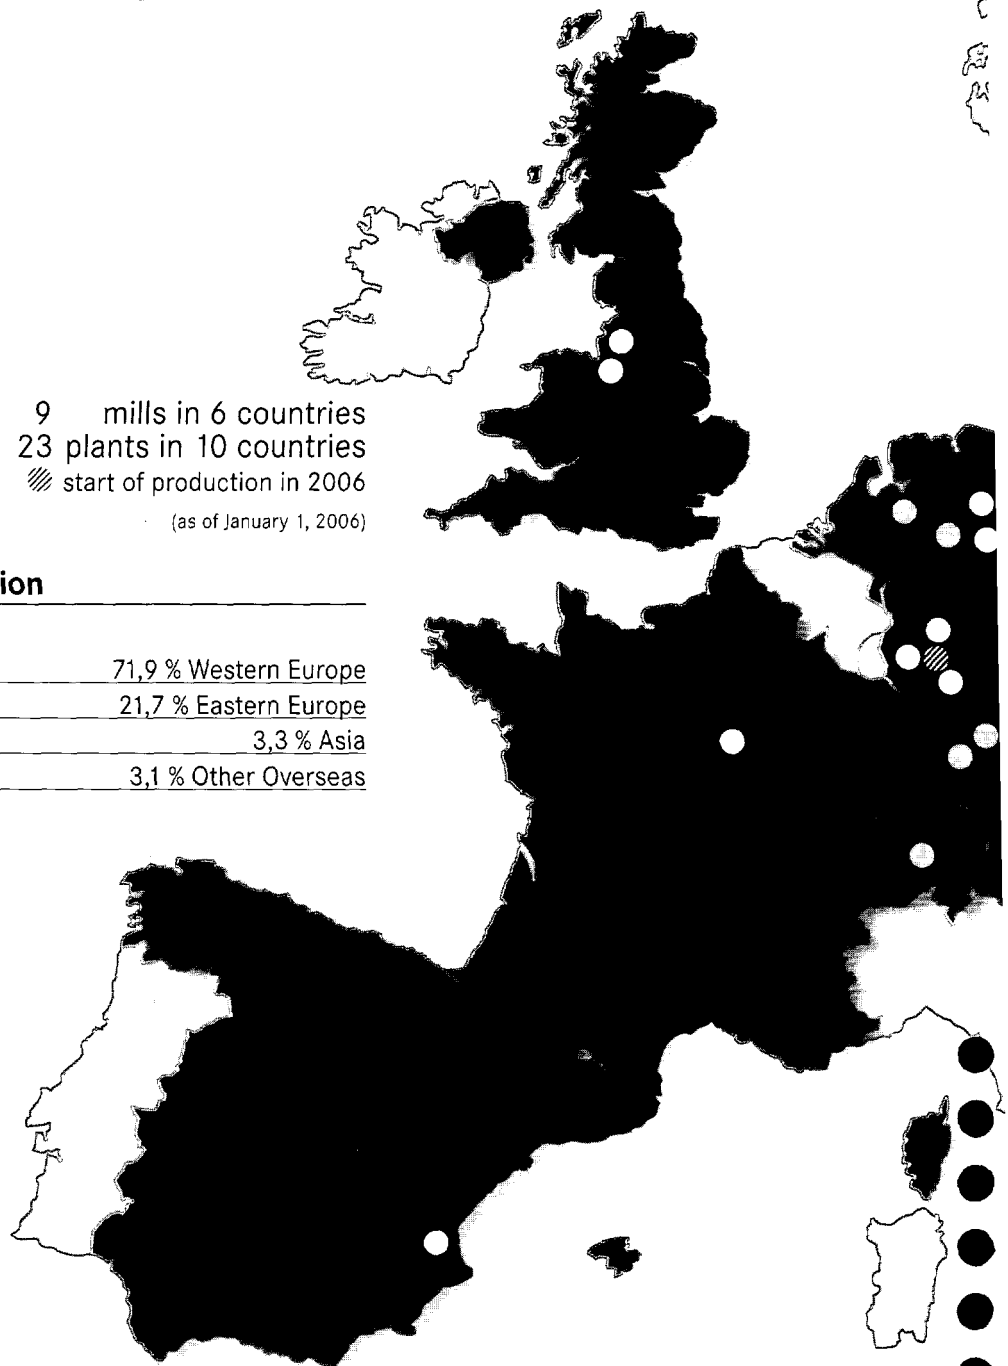 9 mills in 6 countries
23 plants in 10 countries
start of production in 2006
(as of January 1, 2006)
ion
71,9 % Western Europe
21,7 % Eastern Europe
3,3 % Asia
3,1 % Other Overseas